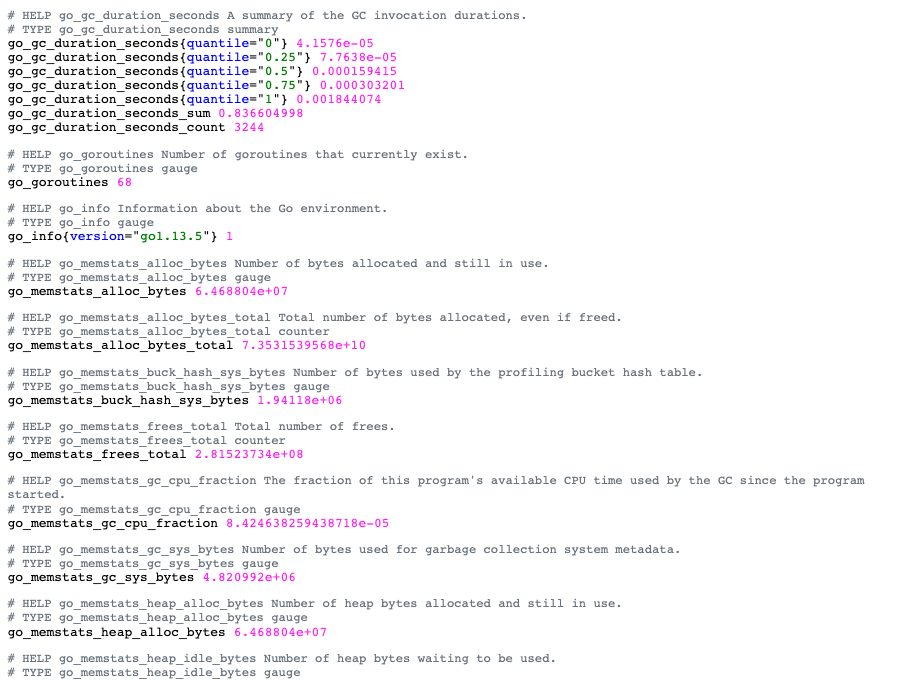 # HELP go_gc_duration_seconds A summary of the GC invocation durations.
# TYPE go_gc_duration_seconds summary
go_gc_duration_seconds{quantile="0"} 4.1576e-05
go_gc_duration_seconds{quantile="0.25"} 7.7638e-05
go_gc_duration_seconds{quantile="0.5"} 0.000159415
go_gc_duration_seconds{quantile="0.75"} 0.000303201
go_gc_duration_seconds{quantile="1"} 0.001844074
go_gc_duration_seconds_sum 0.836604998
go_gc_duration_seconds_count 3244
# HELP go_goroutines Number of goroutines that currently exist.
# TYPE go_goroutines gauge
go_goroutines 68
# HELP go_info Information about the Go environment.
# TYPE go_info gauge
go_info{version="go1.13.5"} 1
# HELP go_memstats_alloc_bytes Number of bytes allocated and still in use.
# TYPE go_memstats_alloc_bytes gauge
go_memstats_alloc_bytes 6.468804e+07
# HELP go_memstats_alloc_bytes_total Total number of bytes allocated, even if freed.
# TYPE go_memstats_alloc_bytes_total counter
go_memstats_alloc_bytes_total 7.3531539568e+10
# HELP go_memstats_buck_hash_sys_bytes Number of bytes used by the profiling bucket hash table.
# TYPE go_memstats_buck_hash_sys_bytes gauge
go_memstats_buck_hash_sys_bytes 1.94118e+06
# HELP go_memstats_frees_total Total number of frees.
# TYPE go_memstats_frees_total counter
go_memstats_frees_total 2.81523734e+08
# HELP go_memstats_gc_cpu_fraction The fraction of this program's available CPU time used by the GC since the program
started.
# TYPE go_memstats_gc_cpu_fraction gauge
go_memstats_gc_cpu_fraction 8.424638259438718e-05
# HELP go_memstats_gc_sys_bytes Number of bytes used for garbage collection system metadata.
# TYPE go_memstats_gc_sys_bytes gauge
go_memstats_gc_sys_bytes 4.820992e+06
# HELP go_memstats_heap_alloc_bytes Number of heap bytes allocated and still in use.
# TYPE go_memstats_heap_alloc_bytes gauge
go_memstats_heap_alloc_bytes 6.468804e+07
# HELP go_memstats_heap_idle_bytes Number of heap bytes waiting to be used.
# TYPE go_memstats_heap_idle_bytes gauge